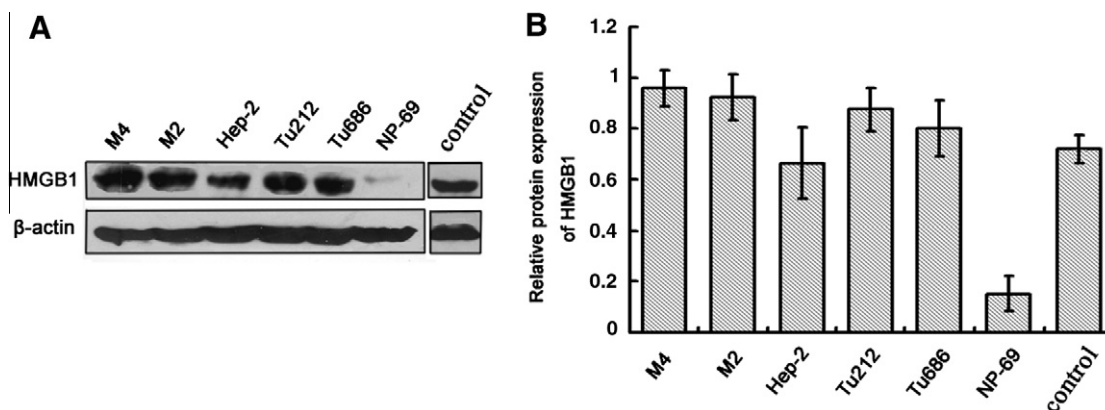 A
M4
M2
Hep-2
Tu212
Tu686
NP-69
control
HMGB1
β-actin
B
Relative protein expression
of HMGB1
1.2
1
0.8
0.6
0.4
0.2
0
M4
M2
Hep-2
Tu212
Tu686
NP-69
control